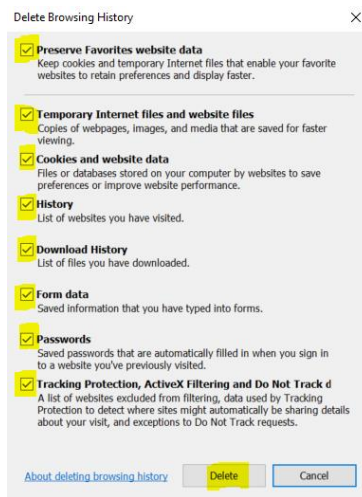 Delete Browsing History
Preserve Favorites website data
Keep cookies and temporary Internet files that enable your favorite
websites to retain preferences and display faster.
Temporary Internet files and website files
Copies of webpages, images, and media that are saved for faster
viewing.
Cookies and website data
Files or databases stored on your computer by websites to save
preferences or improve website performance.
History
List of websites you have visited.
Download History
List of files you have downloaded.
Form data
Saved information that you have typed into forms.
Passwords
Saved passwords that are automatically filled in when you sign in
to a website you've previously visited.
Tracking Protection, ActiveX Filtering and Do Not Track d
A list of websites excluded from filtering, data used by Tracking
Protection to detect where sites might automatically be sharing details
about your visit, and exceptions to Do Not Track requests.
About deleting browsing history
Delete
Cancel